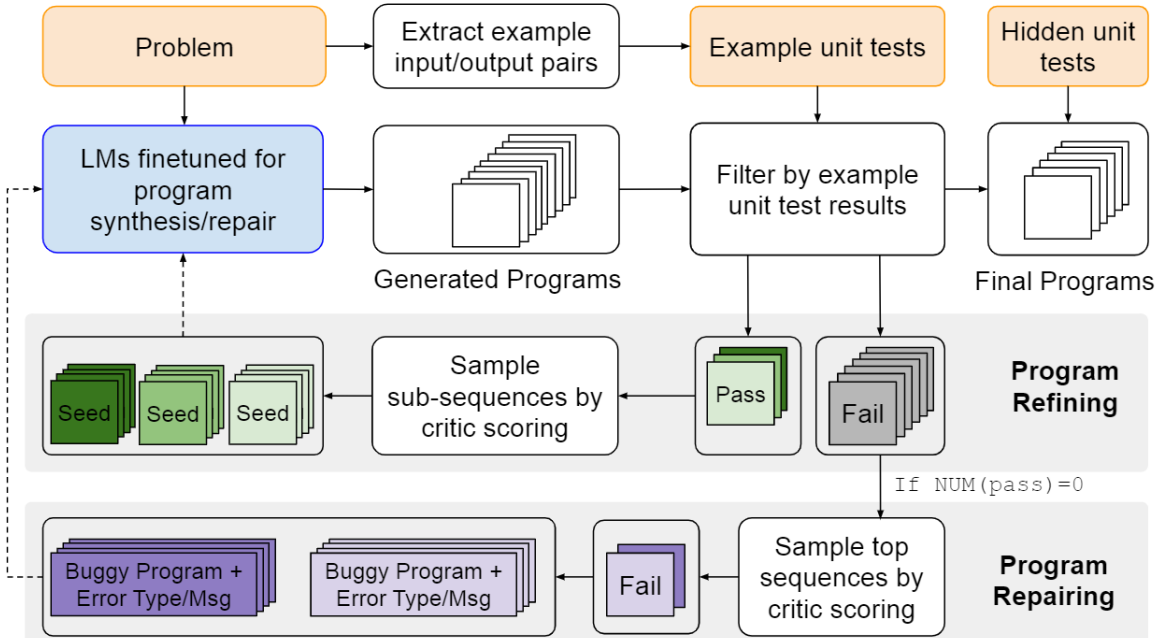 Problem
Extract example
input/output pairs
Example unit tests
Hidden unit
tests
LMs finetuned for
program
synthesis/repair
Generated Programs
Filter by example
unit test results
Final Programs
Seed
Seed
Seed
Sample
sub-sequences by
critic scoring
Pass
Fail
Program
Refining
If NUM(pass)=0
Buggy Program +
Error Type/Msg
Buggy Program +
Error Type/Msg
Fail
Sample top
sequences by
critic scoring
Program
Repairing